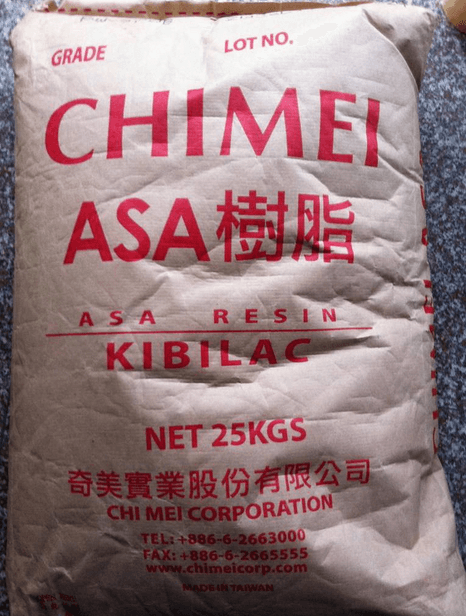 GRADE
LOT NO.
CHIMEI
ASA樹脂
ASA RESIN
KIBILAC
NET 25KGS
奇美實業股份有限公司
CHI MEI CORPORATION
TEL: +886-6-2663000
FAX: +886-6-2665555
www.chimeicorp.com
MADE IN TAIWAN